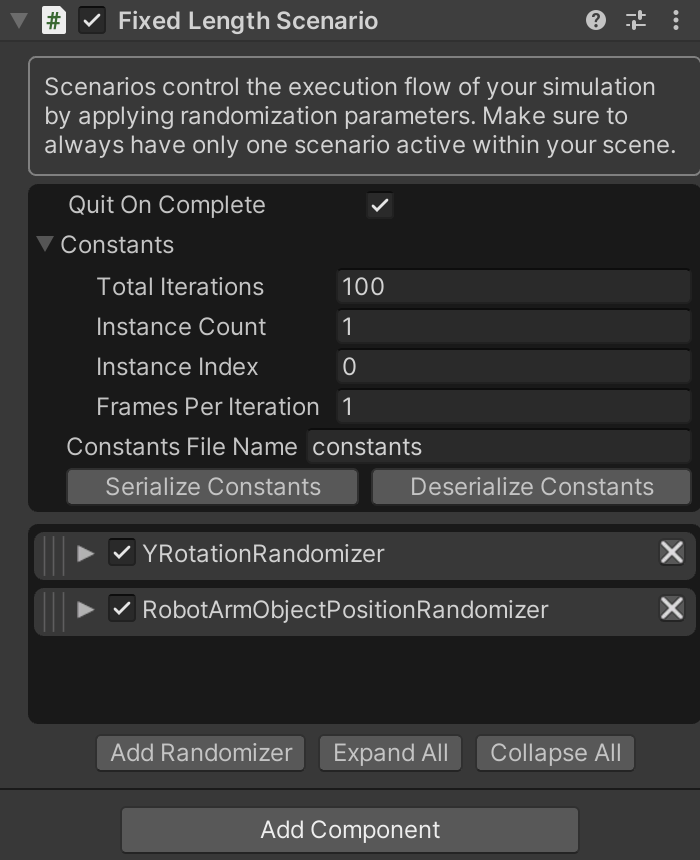 # Fixed Length Scenario
Scenarios control the execution flow of your simulation
by applying randomization parameters. Make sure to
always have only one scenario active within your scene.
Quit On Complete
Constants
Total Iterations 100
Instance Count 1
Instance Index 0
Frames Per Iteration 1
Constants File Name constants
Serialize Constants Deserialize Constants
YRotationRandomizer
RobotArmObjectPositionRandomizer
Add Randomizer Expand All Collapse All
Add Component